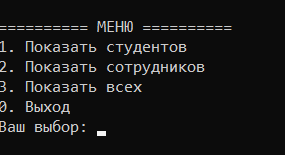 ========== МЕНЮ ==========
1. Показать студентов
2. Показать сотрудников
3. Показать всех
0. Выход
Ваш выбор: